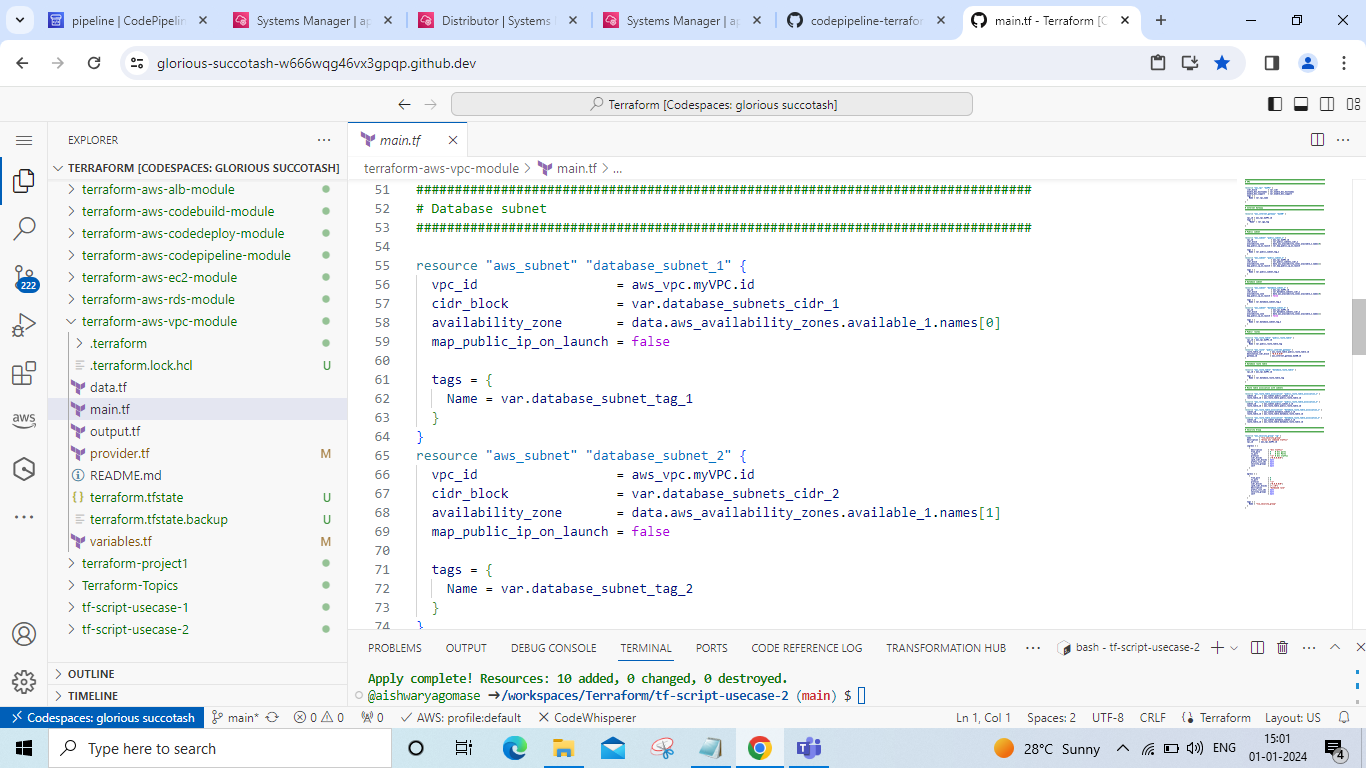 pipeline | CodePipelin
Systems Manager | ap
Distributor | Systems
Systems Manager | ap
codepipeline-terrafor
main.tf - Terraform [C
glorious-succotash-w666wqg46vx3gpqp.github.dev
Terraform [Codespaces: glorious succotash]
EXPLORER
TERRAFORM [CODESPACES: GLORIOUS SUCCOTASH]
terraform-aws-alb-module
terraform-aws-codebuild-module
terraform-aws-codedeploy-module
terraform-aws-codepipeline-module
terraform-aws-ec2-module
terraform-aws-rds-module
terraform-aws-vpc-module
.terraform
.terraform.lock.hcl U
data.tf
main.tf
output.tf
provider.tf M
README.md
terraform.tfstate U
terraform.tfstate.backup U
variables.tf M
terraform-project1
Terraform-Topics
tf-script-usecase-1
tf-script-usecase-2
OUTLINE
TIMELINE
222
aws
main.tf
terraform-aws-vpc-module > main.tf > ...
51 ################################################################################
52 # Database subnet
53 ################################################################################
54
55 resource "aws_subnet" "database_subnet_1" {
56 vpc_id = aws_vpc.myVPC.id
57 cidr_block = var.database_subnets_cidr_1
58 availability_zone = data.aws_availability_zones.available_1.names[0]
59 map_public_ip_on_launch = false
60
61 tags = {
62 Name = var.database_subnet_tag_1
63 }
64 }
65 resource "aws_subnet" "database_subnet_2" {
66 vpc_id = aws_vpc.myVPC.id
67 cidr_block = var.database_subnets_cidr_2
68 availability_zone = data.aws_availability_zones.available_1.names[1]
69 map_public_ip_on_launch = false
70
71 tags = {
72 Name = var.database_subnet_tag_2
73 }
74 }
PROBLEMS OUTPUT DEBUG CONSOLE TERMINAL PORTS CODE REFERENCE LOG TRANSFORMATION HUB ... bash - tf-script-usecase-2
Apply complete! Resources: 10 added, 0 changed, 0 destroyed.
@aishwaryagomase ➜/workspaces/Terraform/tf-script-usecase-2 (main) $
Codespaces: glorious succotash main* 0 0 0 AWS: profile:default CodeWhisperer Ln 1, Col 1 Spaces: 2 UTF-8 CRLF Terraform Layout: US
Type here to search
28°C Sunny
ENG
15:01
01-01-2024
4